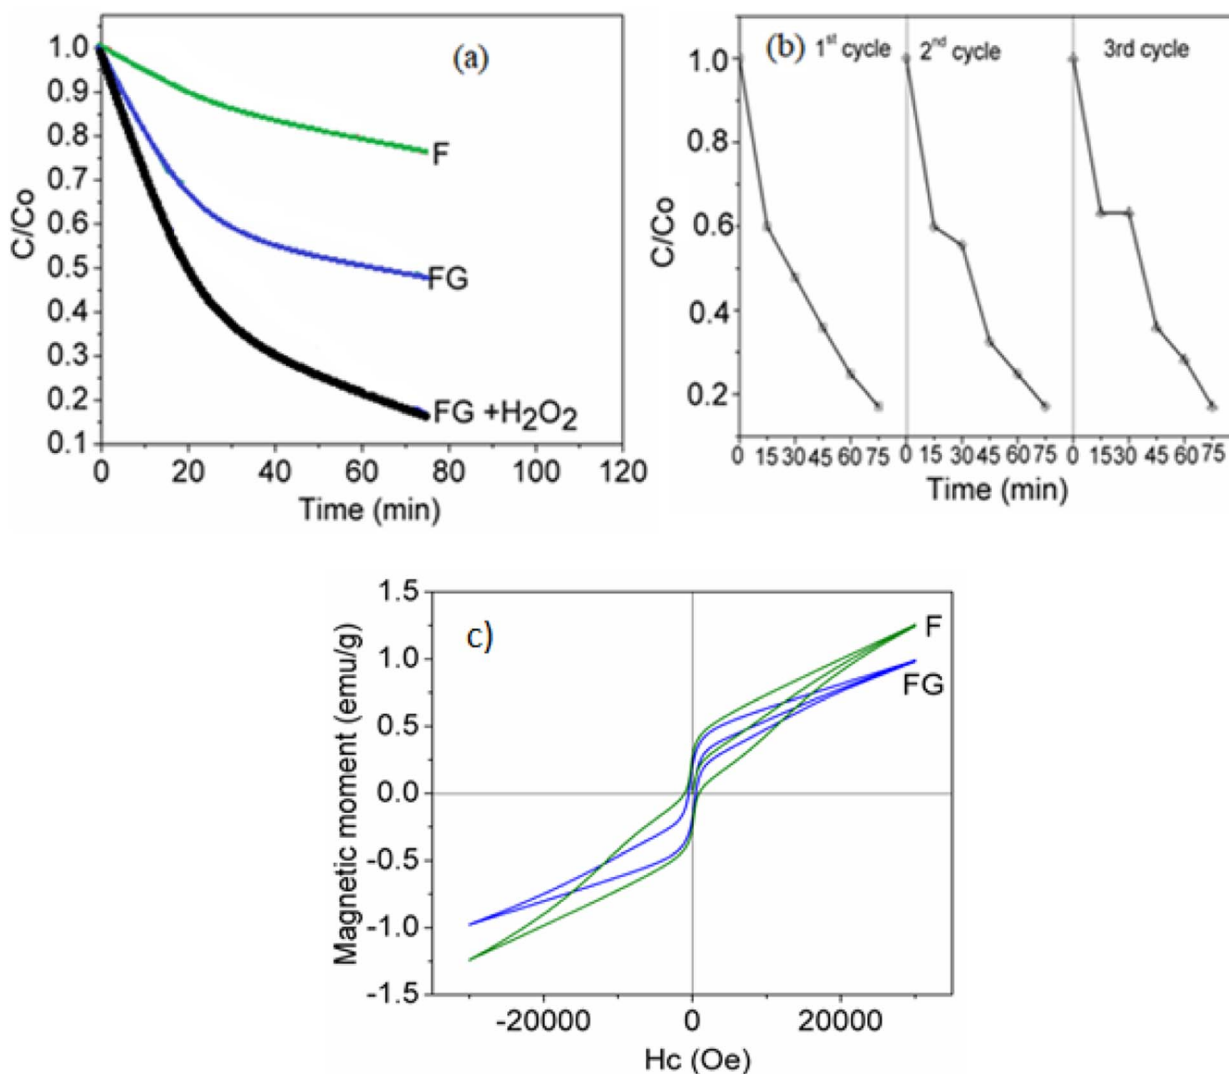 (a)
C/Co
1.0
0.9
0.8
0.7
0.6
0.5
0.4
0.3
0.2
0.1
F
FG
FG +H₂O₂
0 20 40 60 80 100 120
Time (min)
(b) 1st cycle 2nd cycle 3rd cycle
C/Co
1.0
0.8
0.6
0.4
0.2
0 15 30 45 60 75 0 15 30 45 60 75 0 15 30 45 60 75
Time (min)
c)
Magnetic moment (emu/g)
1.5
1.0
0.5
0.0
-0.5
-1.0
-1.5
F
FG
-20000 0 20000
Hc (Oe)